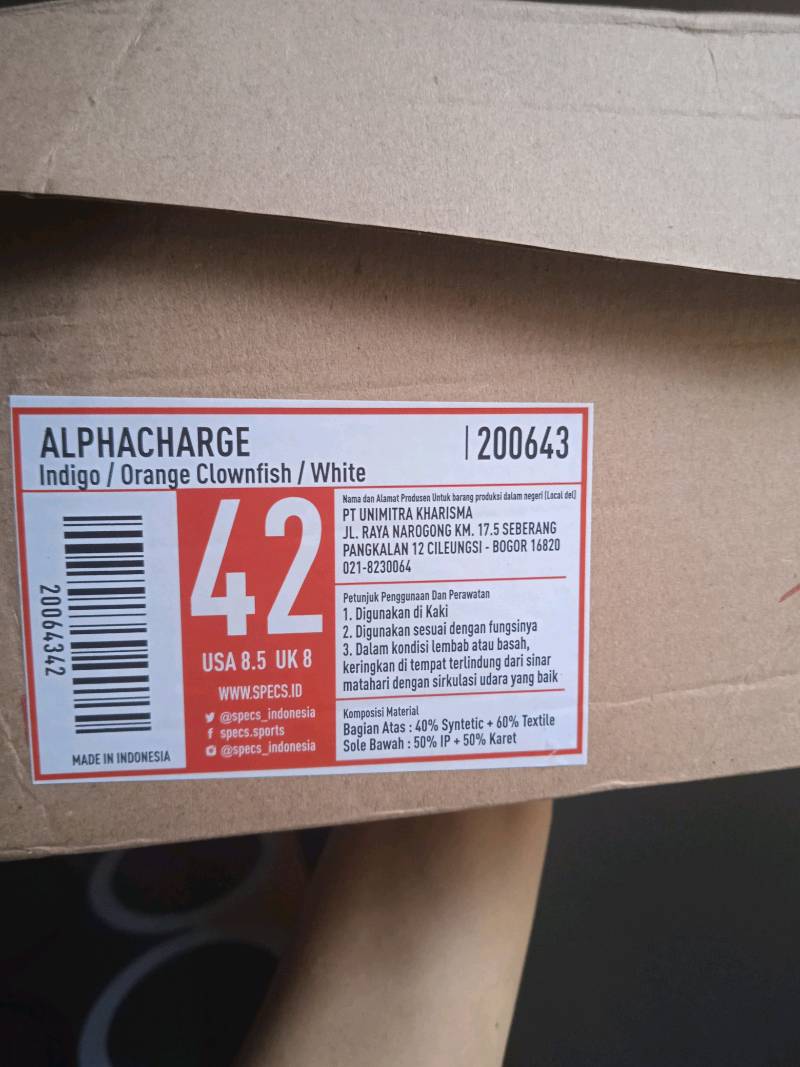 ALPHACHARGE
Indigo / Orange Clownfish / White
| 200643
20064342
MADE IN INDONESIA
42
USA 8.5 UK 8
WWW.SPECS.ID
@specs_indonesia
specs.sports
@specs_indonesia
Nama dan Alamat Produsen Untuk barang produksi dalam negeri (Local del)
PT UNIMITRA KHARISMA
JL. RAYA NAROGONG KM. 17.5 SEBERANG
PANGKALAN 12 CILEUNGSI - BOGOR 16820
021-8230064
Petunjuk Penggunaan Dan Perawatan
1. Digunakan di Kaki
2. Digunakan sesuai dengan fungsinya
3. Dalam kondisi lembab atau basah,
keringkan di tempat terlindung dari sinar
matahari dengan sirkulasi udara yang baik
Komposisi Material
Bagian Atas : 40% Syntetic + 60% Textile
Sole Bawah : 50% IP + 50% Karet